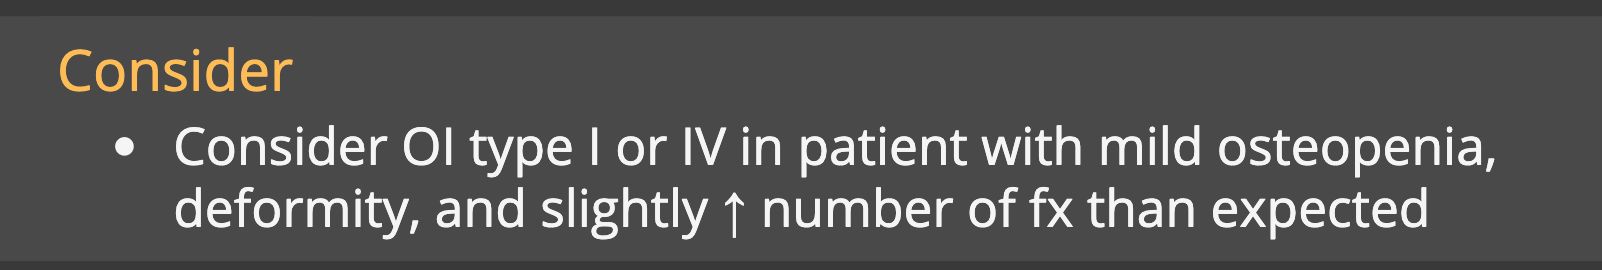 Consider
• Consider OI type I or IV in patient with mild osteopenia,
deformity, and slightly ↑ number of fx than expected